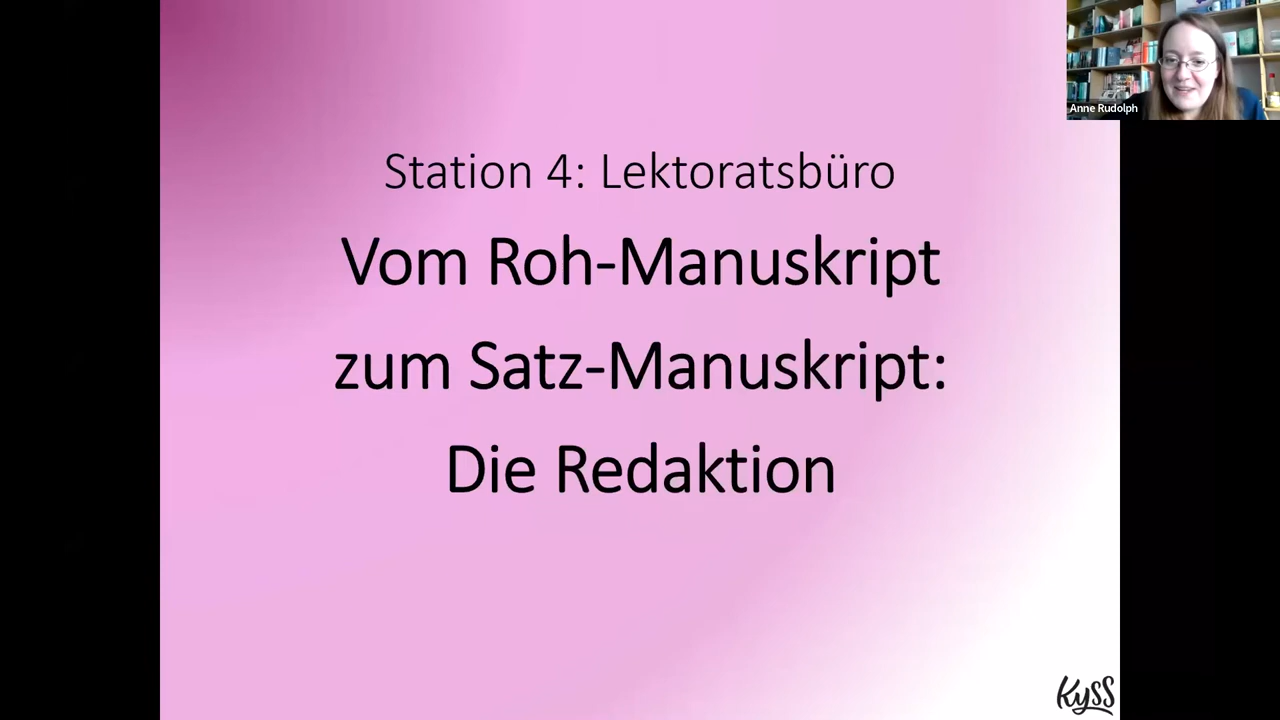 Anne Rudolph
Station 4: Lektoratsbüro
Vom Roh-Manuskript
zum Satz-Manuskript:
Die Redaktion
Kyss